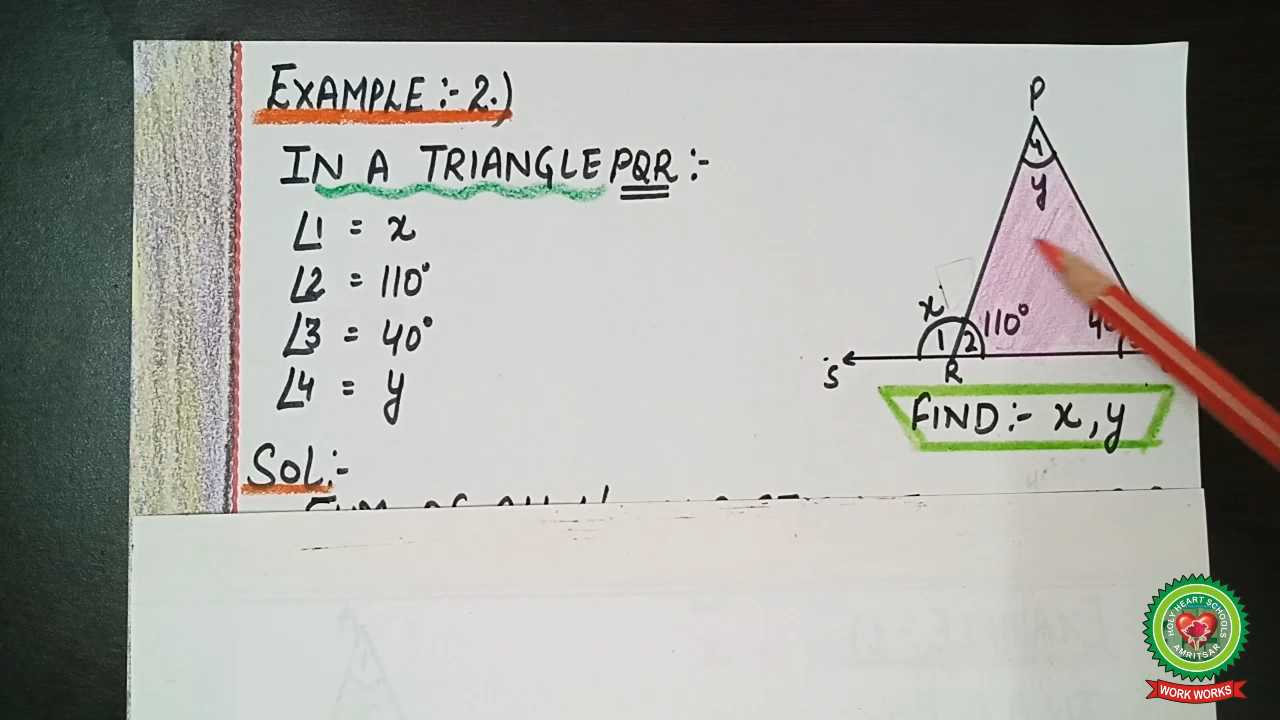 EXAMPLE :- 2.)
IN A TRIANGLE PQR :-
∠1 = x
∠2 = 110°
∠3 = 40°
∠4 = y
SOL:-
P
4
y
x
110°
1
2
S
R
FIND:- x, y
HOLY HEART SCHOOLS
AMRITSAR
WORK WORKS